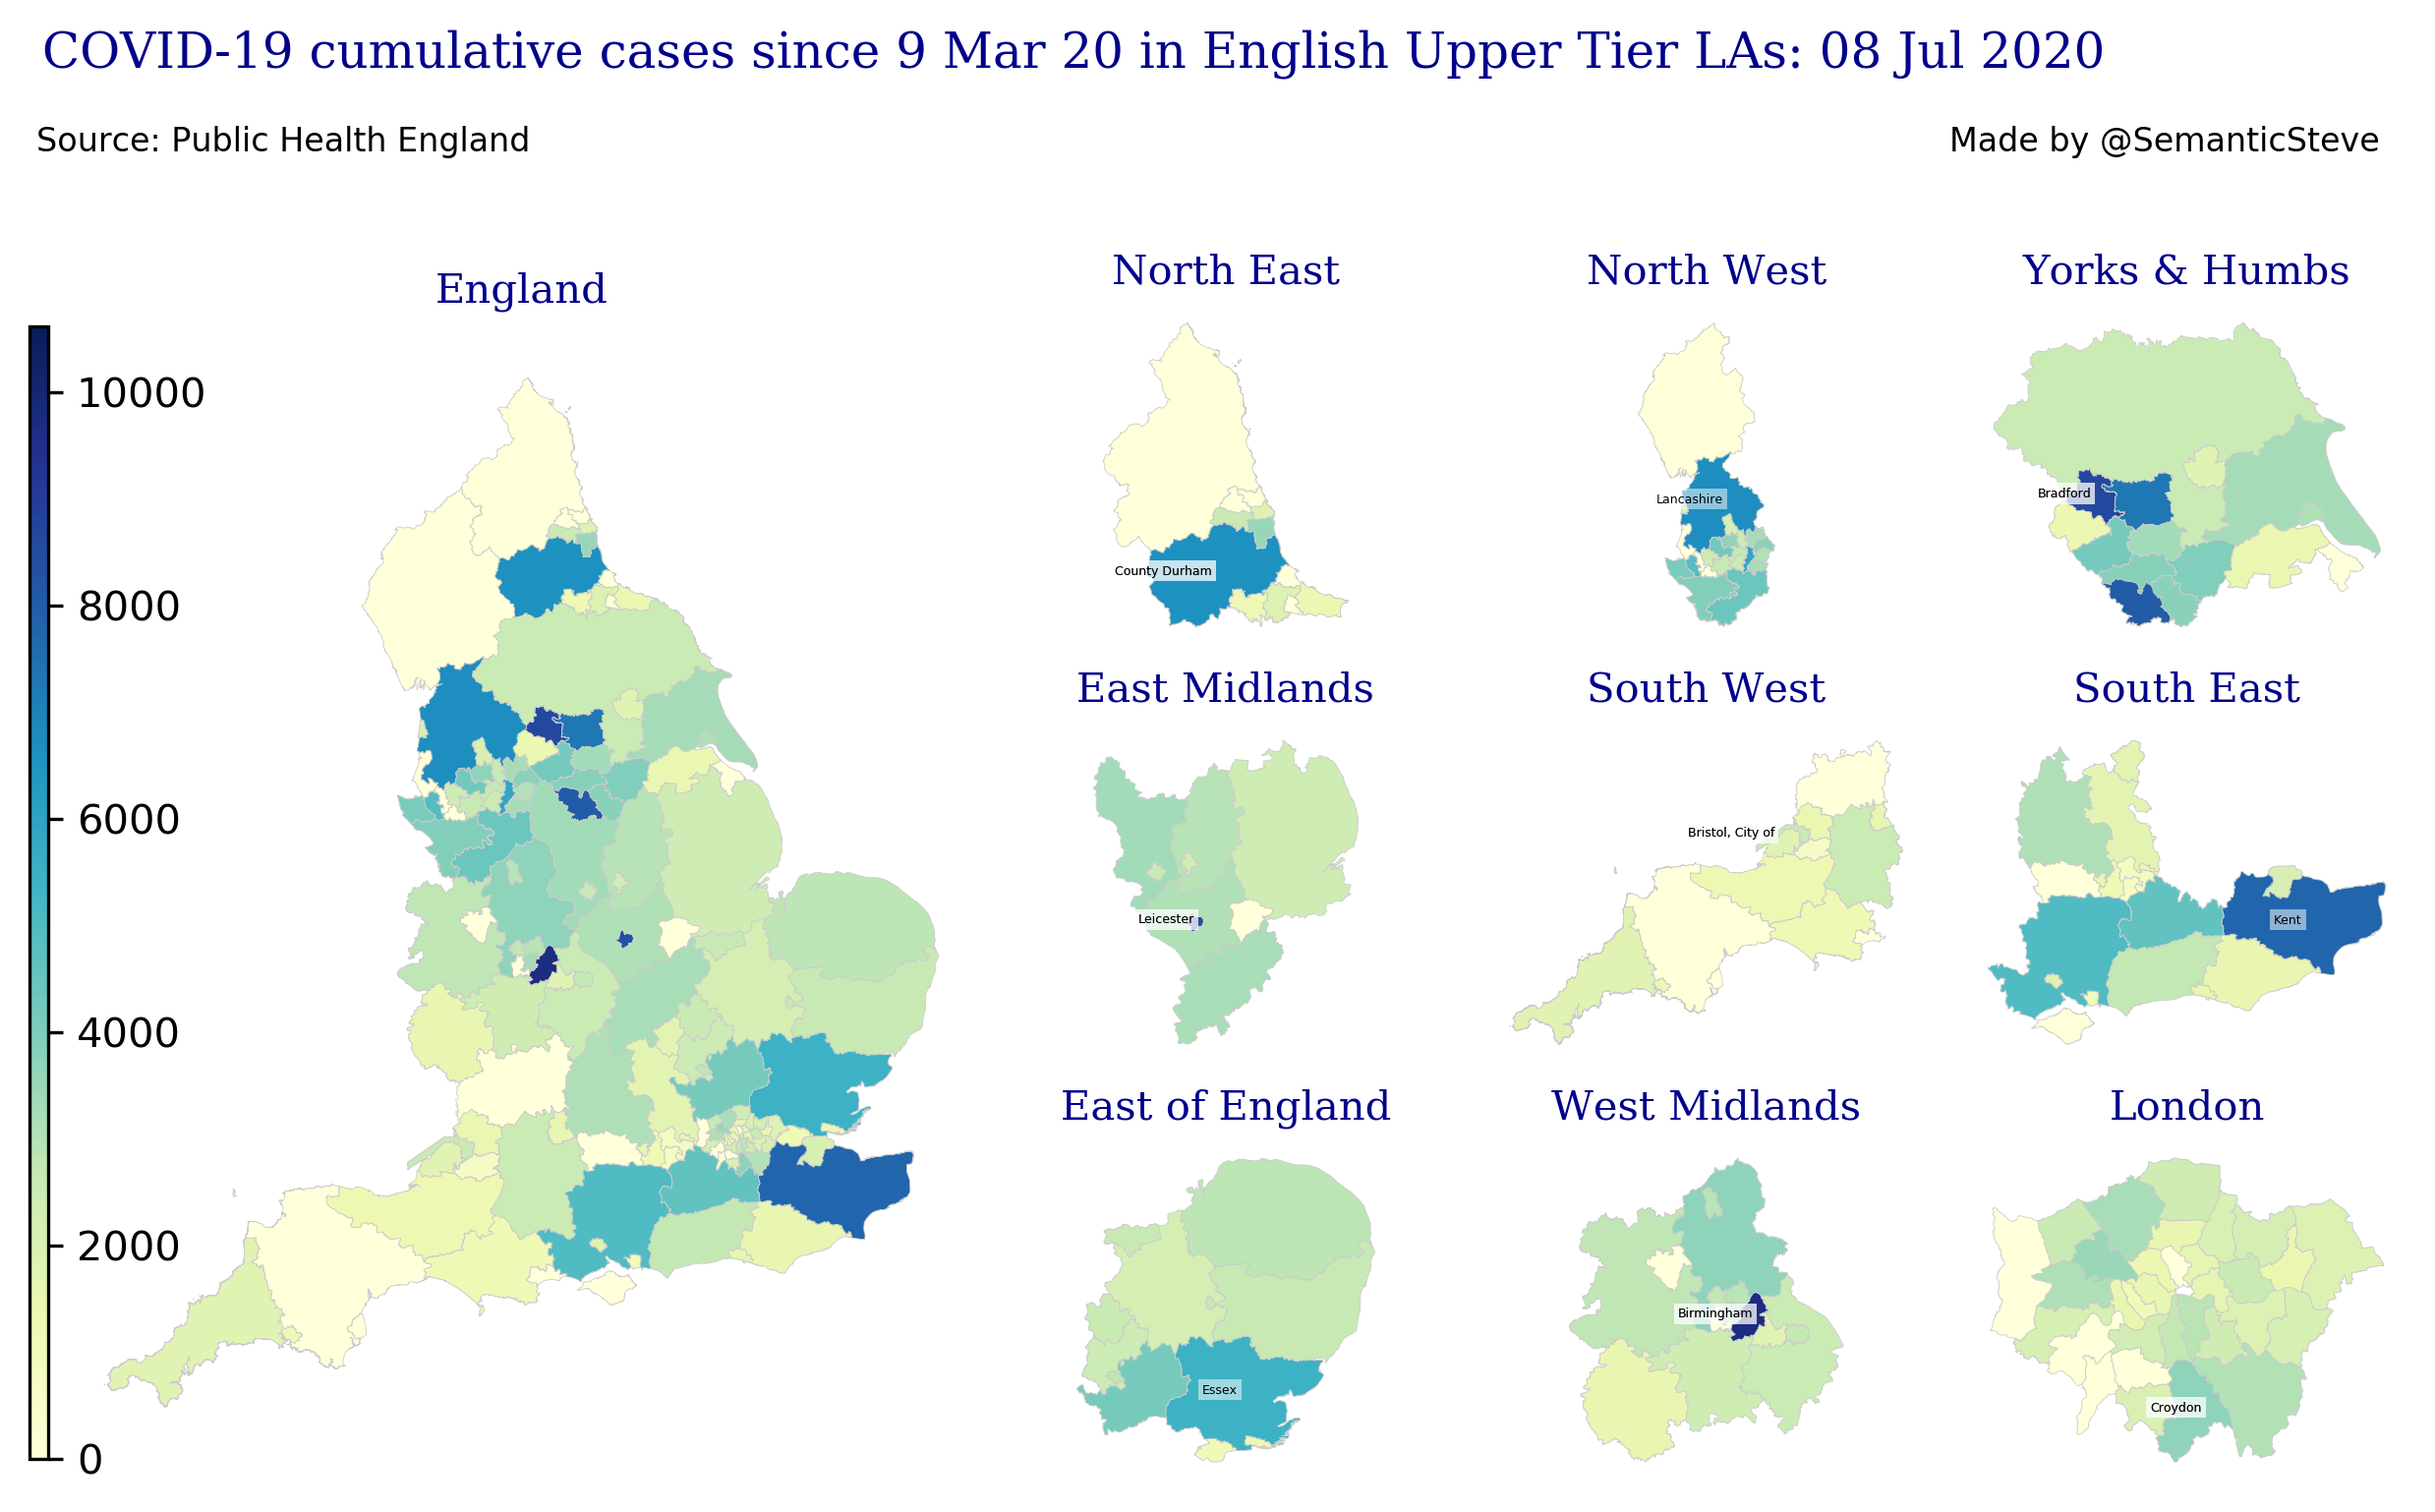 COVID-19 cumulative cases since 9 Mar 20 in English Upper Tier LAs: 08 Jul 2020
Source: Public Health England
Made by @SemanticSteve
England
10000
8000
6000
4000
2000
0
North East
County Durham
North West
Lancashire
Yorks & Humbs
Bradford
East Midlands
Leicester
South West
Bristol, City of
South East
Kent
East of England
Essex
West Midlands
Birmingham
London
Croydon